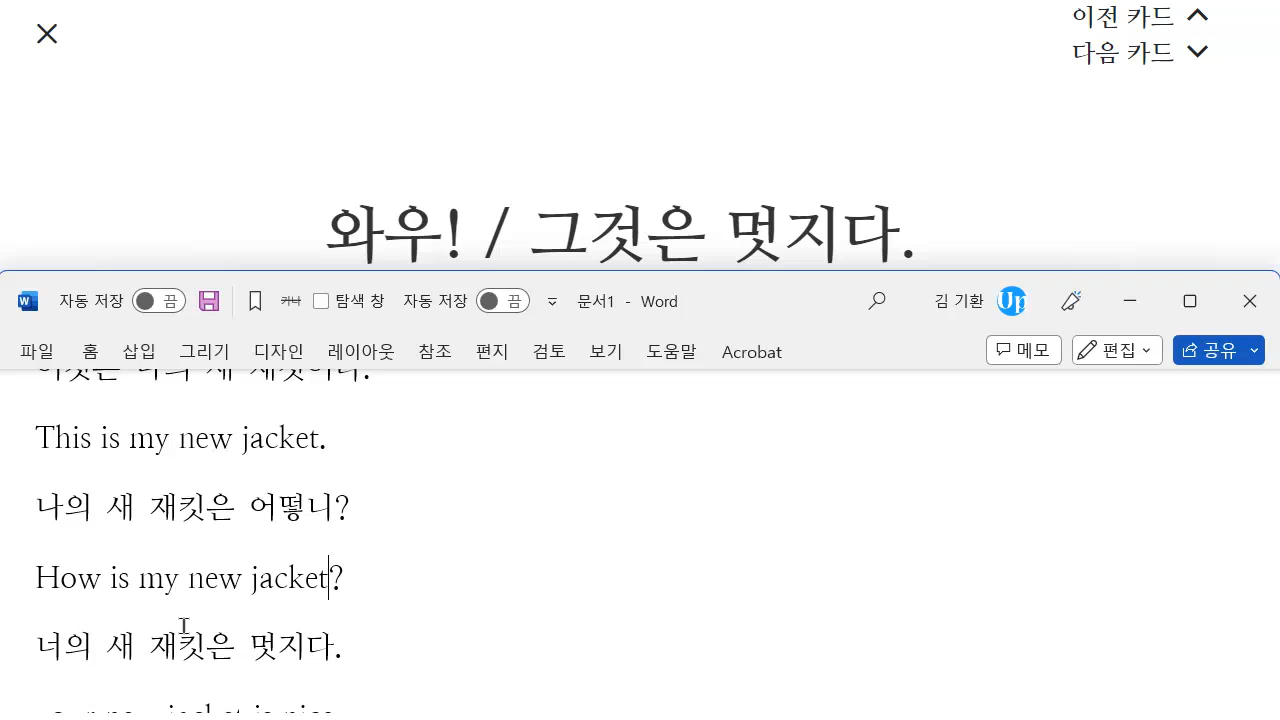 이전 카드
다음 카드
와우! / 그것은 멋지다.
자동 저장 끔 가나 탐색 창 자동 저장 끔 문서1 - Word 김 기환 Up
파일 홈 삽입 그리기 디자인 레이아웃 참조 편지 검토 보기 도움말 Acrobat 메모 편집 공유
This is my new jacket.
나의 새 재킷은 어떻니?
How is my new jacket?
너의 새 재킷은 멋지다.